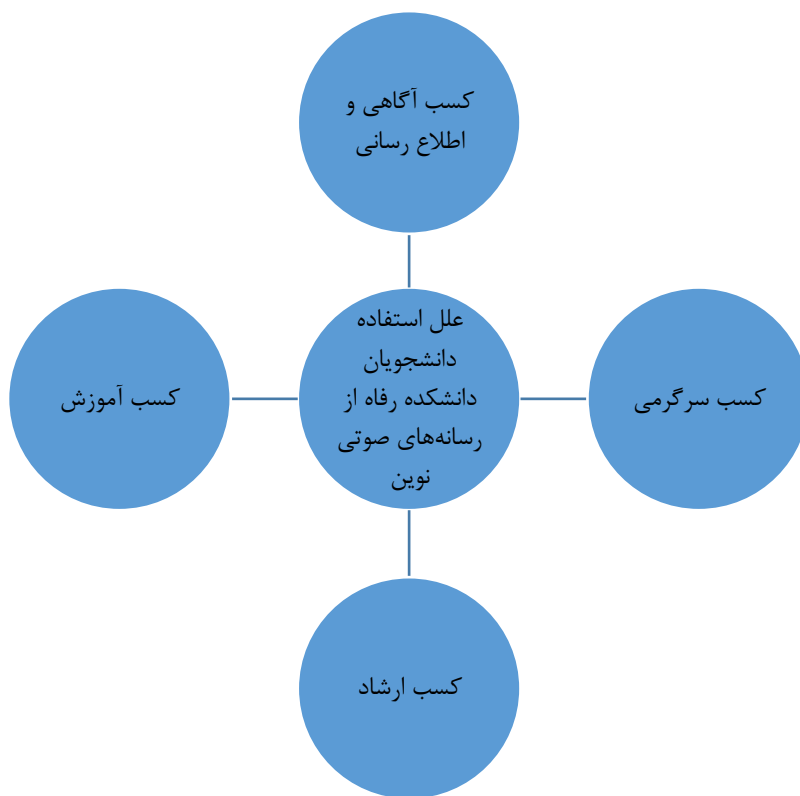 کسب آگاهی و
اطلاع رسانی
علل استفاده
دانشجویان
دانشکده رفاه از
رسانه‌های صوتی
نوین
کسب سرگرمی
کسب آموزش
کسب ارشاد